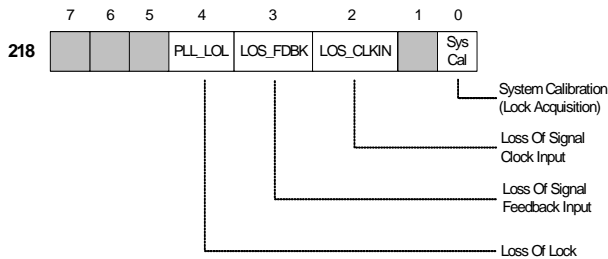 7 6 5 4 3 2 1 0
218 PLL_LOL LOS_FDBK LOS_CLKIN Sys
Cal
System Calibration
(Lock Acquisition)
Loss Of Signal
Clock Input
Loss Of Signal
Feedback Input
Loss Of Lock